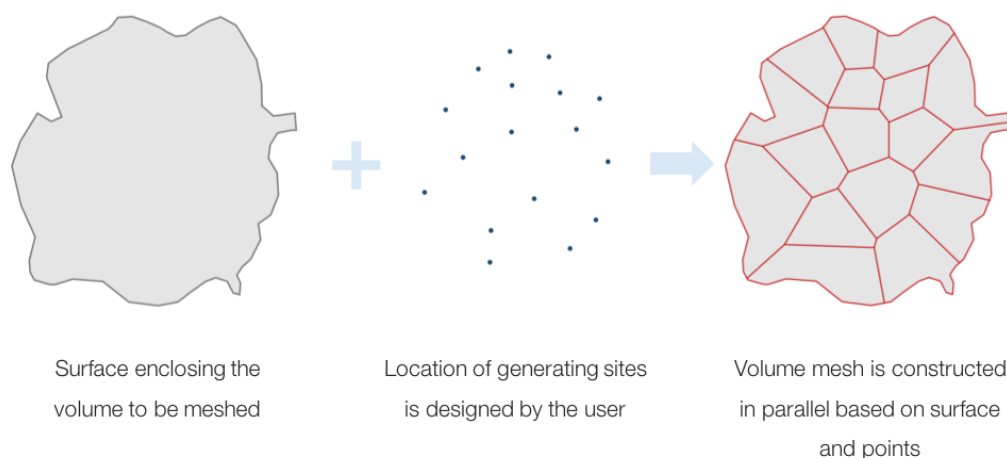 Surface enclosing the
volume to be meshed
Location of generating sites
is designed by the user
Volume mesh is constructed
in parallel based on surface
and points